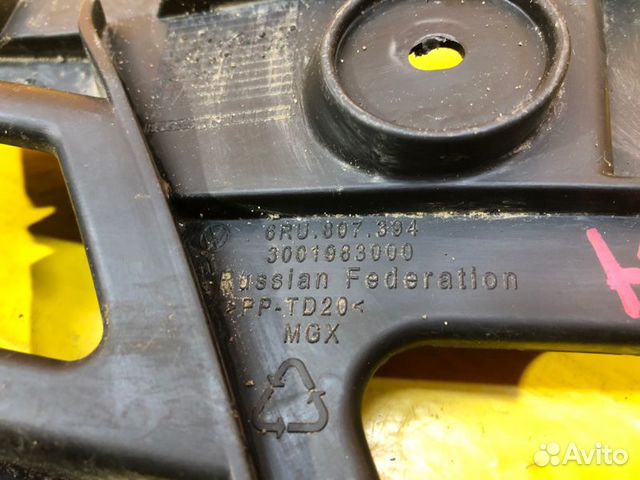 6RU.807.394
3001983000
Russian Federation
>PP-TD20<
MGX
Avito